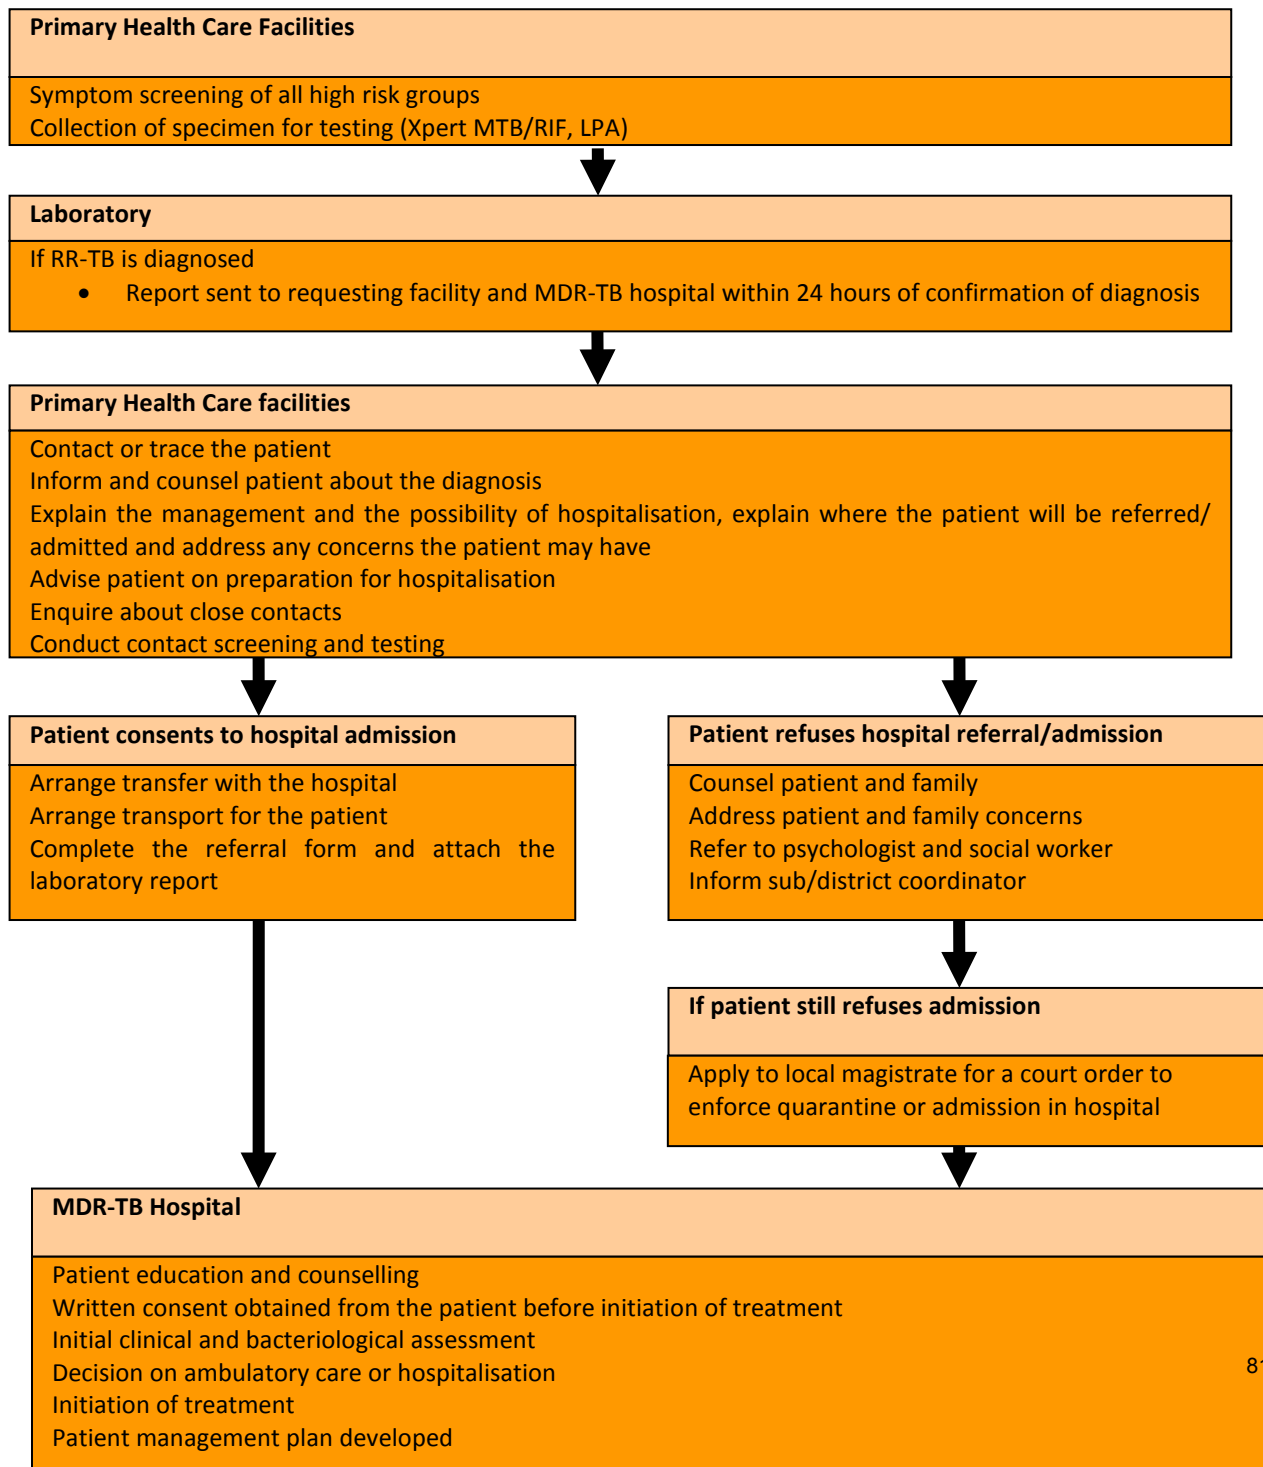 Primary Health Care Facilities
Symptom screening of all high risk groups
Collection of specimen for testing (Xpert MTB/RIF, LPA)
Laboratory
If RR-TB is diagnosed
• Report sent to requesting facility and MDR-TB hospital within 24 hours of confirmation of diagnosis
Primary Health Care facilities
Contact or trace the patient
Inform and counsel patient about the diagnosis
Explain the management and the possibility of hospitalisation, explain where the patient will be referred/
admitted and address any concerns the patient may have
Advise patient on preparation for hospitalisation
Enquire about close contacts
Conduct contact screening and testing
Patient consents to hospital admission
Arrange transfer with the hospital
Arrange transport for the patient
Complete the referral form and attach the
laboratory report
Patient refuses hospital referral/admission
Counsel patient and family
Address patient and family concerns
Refer to psychologist and social worker
Inform sub/district coordinator
If patient still refuses admission
Apply to local magistrate for a court order to
enforce quarantine or admission in hospital
MDR-TB Hospital
Patient education and counselling
Written consent obtained from the patient before initiation of treatment
Initial clinical and bacteriological assessment
Decision on ambulatory care or hospitalisation
Initiation of treatment
Patient management plan developed
81